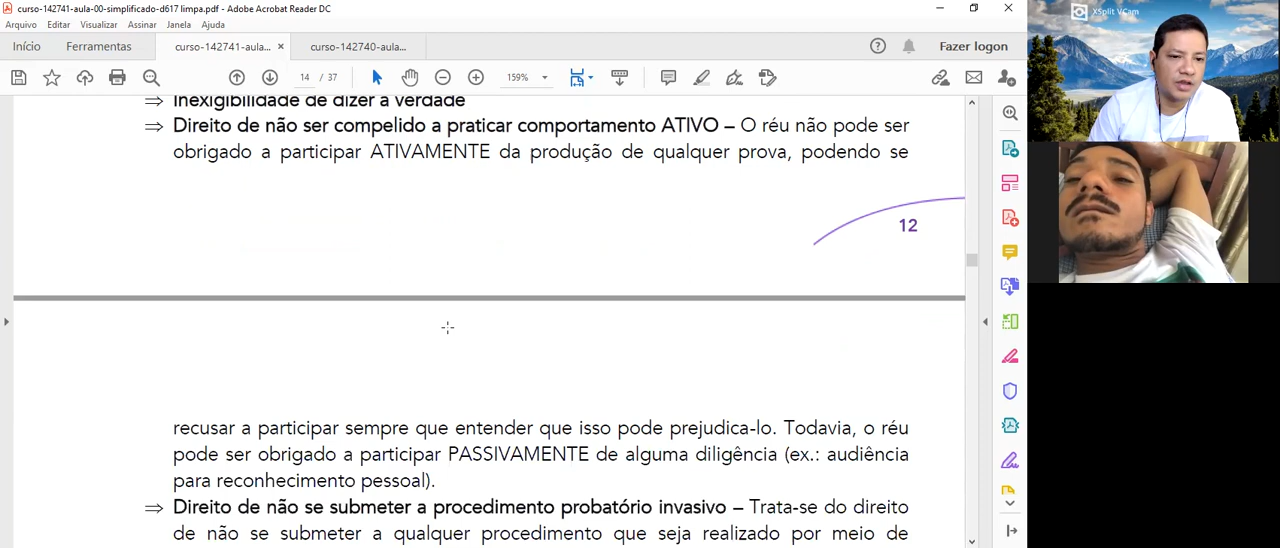 curso-142741-aula-00-simplificado-d617 limpa.pdf - Adobe Acrobat Reader DC
Arquivo Editar Visualizar Assinar Janela Ajuda
Início Ferramentas curso-142741-aula... × curso-142740-aula... Fazer logon
14 / 37 159%
⇒ Inexigibilidade de dizer a verdade
⇒ Direito de não ser compelido a praticar comportamento ATIVO – O réu não pode ser
obrigado a participar ATIVAMENTE da produção de qualquer prova, podendo se
12
recusar a participar sempre que entender que isso pode prejudica-lo. Todavia, o réu
pode ser obrigado a participar PASSIVAMENTE de alguma diligência (ex.: audiência
para reconhecimento pessoal).
⇒ Direito de não se submeter a procedimento probatório invasivo – Trata-se do direito
de não se submeter a qualquer procedimento que seja realizado por meio de
XSplit VCam